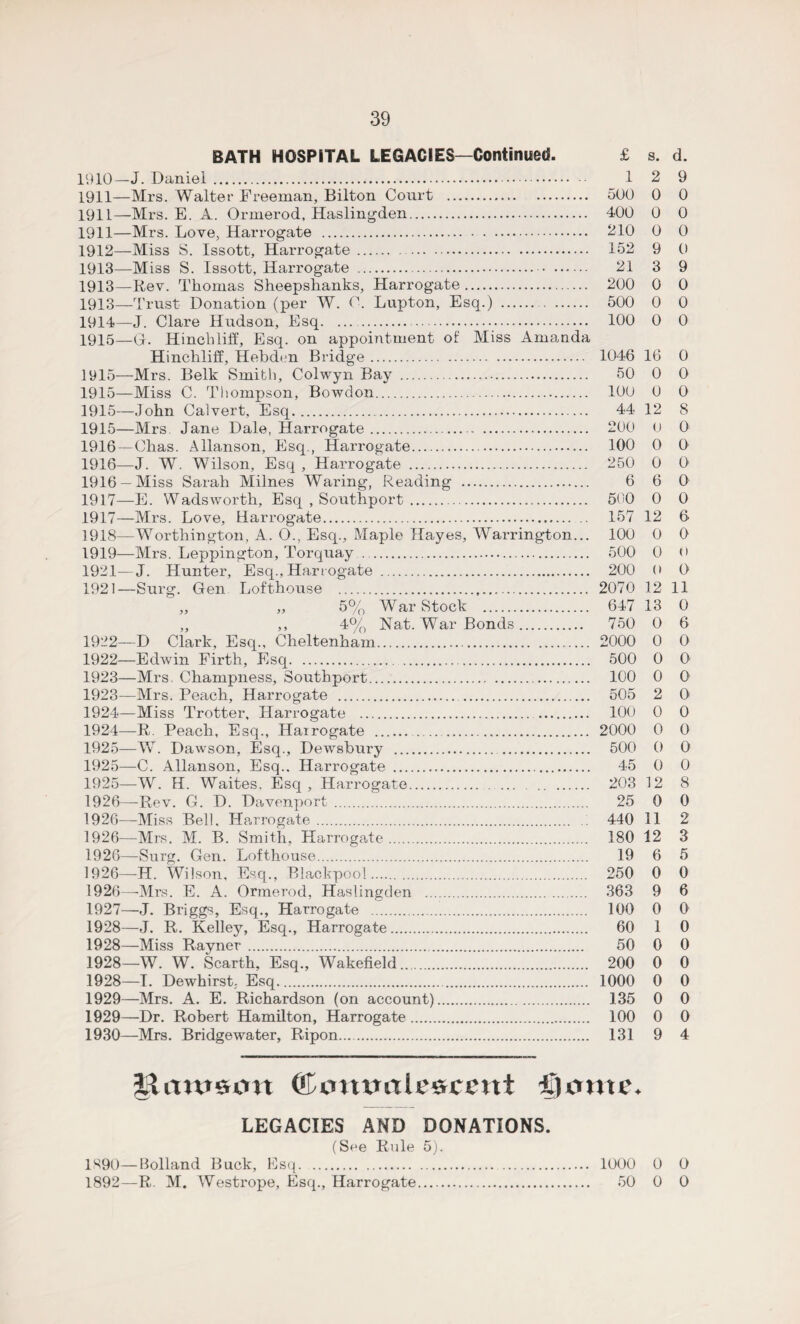 39
BATH HOSPITAL LEGACIES—Continued. £ s. d.
1910—J. Daniel ... 1 2 9
1911—Mrs. Walter Freeman, Bilton Court ... 500 0 0
1911—Mrs. E. A. Ormerod, Haslingden ... 400 0 0
1911—Mrs. Love, Harrogate ... 210 0 0
1912—Miss S. Issott, Harrogate ... 152 9 0
1913—Miss S. Issott, Harrogate ... 21 3 9
1913—Rev. Thomas Sheepshanks, Harrogate ... 200 0 0
1913—Trust Donation (per W. C. Lupton, Esq.) ... 500 0 0
1914—J. Clare Hudson, Esq. ... 100 0 0
1915—G. Hinchliff, Esq. on appointment of Miss Amanda
Hinchliff, Hebden Bridge ... 1046 16 0
1915—Mrs. Belk Smith, Colwyn Bay ... 50 0 0
1915—Miss C. Thompson, Bowdon ... 100 0 0
1915—John Calvert, Esq. ... 44 12 8
1915—Mrs Jane Dale, Harrogate ... 200 0 0
1916—Chas. Allanson, Esq., Harrogate ... 100 0 0
1916—J. W. Wilson, Esq , Harrogate ... 250 0 0
1916—Miss Sarah Milnes Waring, Reading ... 6 6 0
1917—E. Wadsworth, Esq , Southport ... 500 0 0
1917—Mrs. Love, Harrogate ... 157 12 6
1918—Worthington, A. O., Esq., Maple Hayes, Warrington... 100 0 0
1919—Mrs. Leppington, Torquay ... 500 0 0
1921—J. Hunter, Esq., Harrogate ... 200 0 0
1921—Surg. Gen Lofthouse ... 2070 12 11
„ „ 5% War Stock ... 647 13 0
„ „ 4% Nat. War Bonds ... 750 0 6
1922—D Clark, Esq., Cheltenham ... 2000 0 0
1922—Edwin Firth, Esq. ... 500 0 0
1923—Mrs. Champness, Southport ... 100 0 0
1923—Mrs. Peach, Harrogate ... 505 2 0
1924—Miss Trotter, Harrogate ... 100 0 0
1924—R. Peach, Esq., Harrogate ... 2000 0 0
1925—W. Dawson, Esq., Dewsbury ... 500 0 0
1925—C. Allanson, Esq., Harrogate ... 45 0 0
1925—W. H. Waites, Esq , Harrogate ... 203 12 8
1926—Rev. G. D. Davenport ... 25 0 0
1926—Miss Bell, Harrogate ... 440 11 2
1926—Mrs. M. B. Smith, Harrogate ... 180 12 3
1926—Surg. Gen. Lofthouse ... 19 6 5
1926—H. Wilson, Esq., Blackpool ... 250 0 0
1926—Mrs. E. A. Ormerod, Haslingden ... 363 9 6
1927—J. Briggs, Esq., Harrogate ... 100 0 0
1928—J. R. Kelley, Esq., Harrogate ... 60 1 0
1928—Miss Rayner ... 50 0 0
1928—W. W. Scarth, Esq., Wakefield ... 200 0 0
1928—I. Dewhirst, Esq. ... 1000 0 0
1929—Mrs. A. E. Richardson (on account) ... 135 0 0
1929—Dr. Robert Hamilton, Harrogate ... 100 0 0
1930—Mrs. Bridgewater, Ripon ... 131 9 4
Rawson Convalescent Home.
LEGACIES AND DONATIONS.
(See Rule 5).
1890—Bolland Buck, Esq. ... 1000 0 0
1892—R. M. Westrope, Esq., Harrogate ... 50 0 0